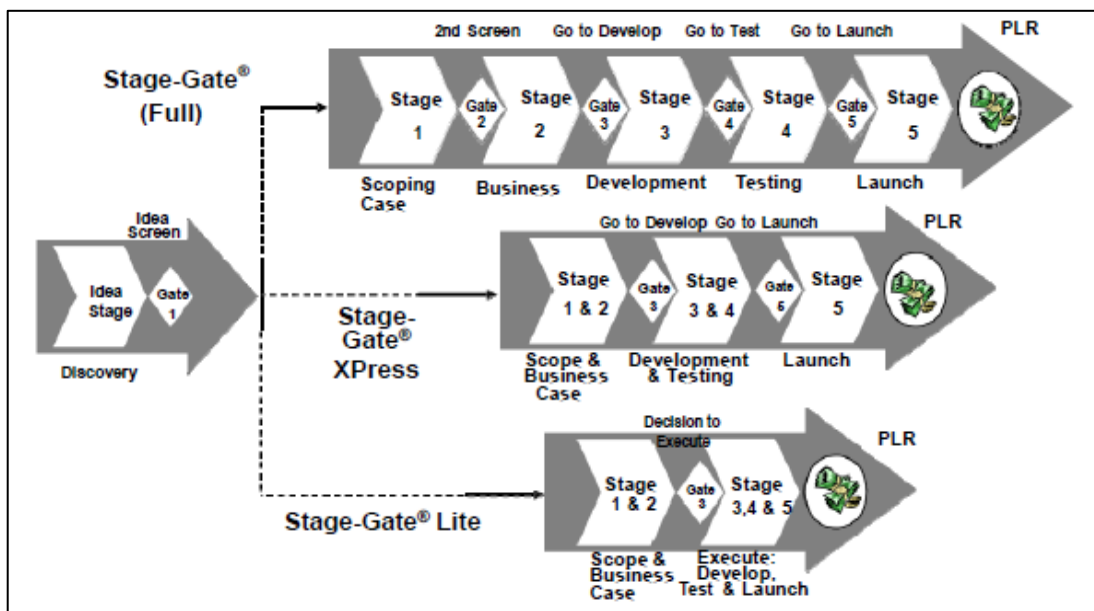 2nd Screen Go to Develop Go to Test Go to Launch PLR
Stage-Gate®
(Full)
Stage
1
Gate
2
Stage
2
Gate
3
Stage
3
Gate
4
Stage
4
Gate
5
Stage
5
Scoping
Case
Business
Development
Testing
Launch
Idea
Screen
Idea
Stage
Gate
1
Discovery
Stage-
Gate®
XPress
Go to Develop Go to Launch PLR
Stage
1 & 2
Gate
3
Stage
3 & 4
Gate
5
Stage
5
Scope &
Business
Case
Development
& Testing
Launch
Stage-Gate® Lite
Decision to
Execute
PLR
Stage
1 & 2
Gate
3
Stage
3,4 & 5
Scope &
Business
Case
Execute:
Develop,
Test & Launch